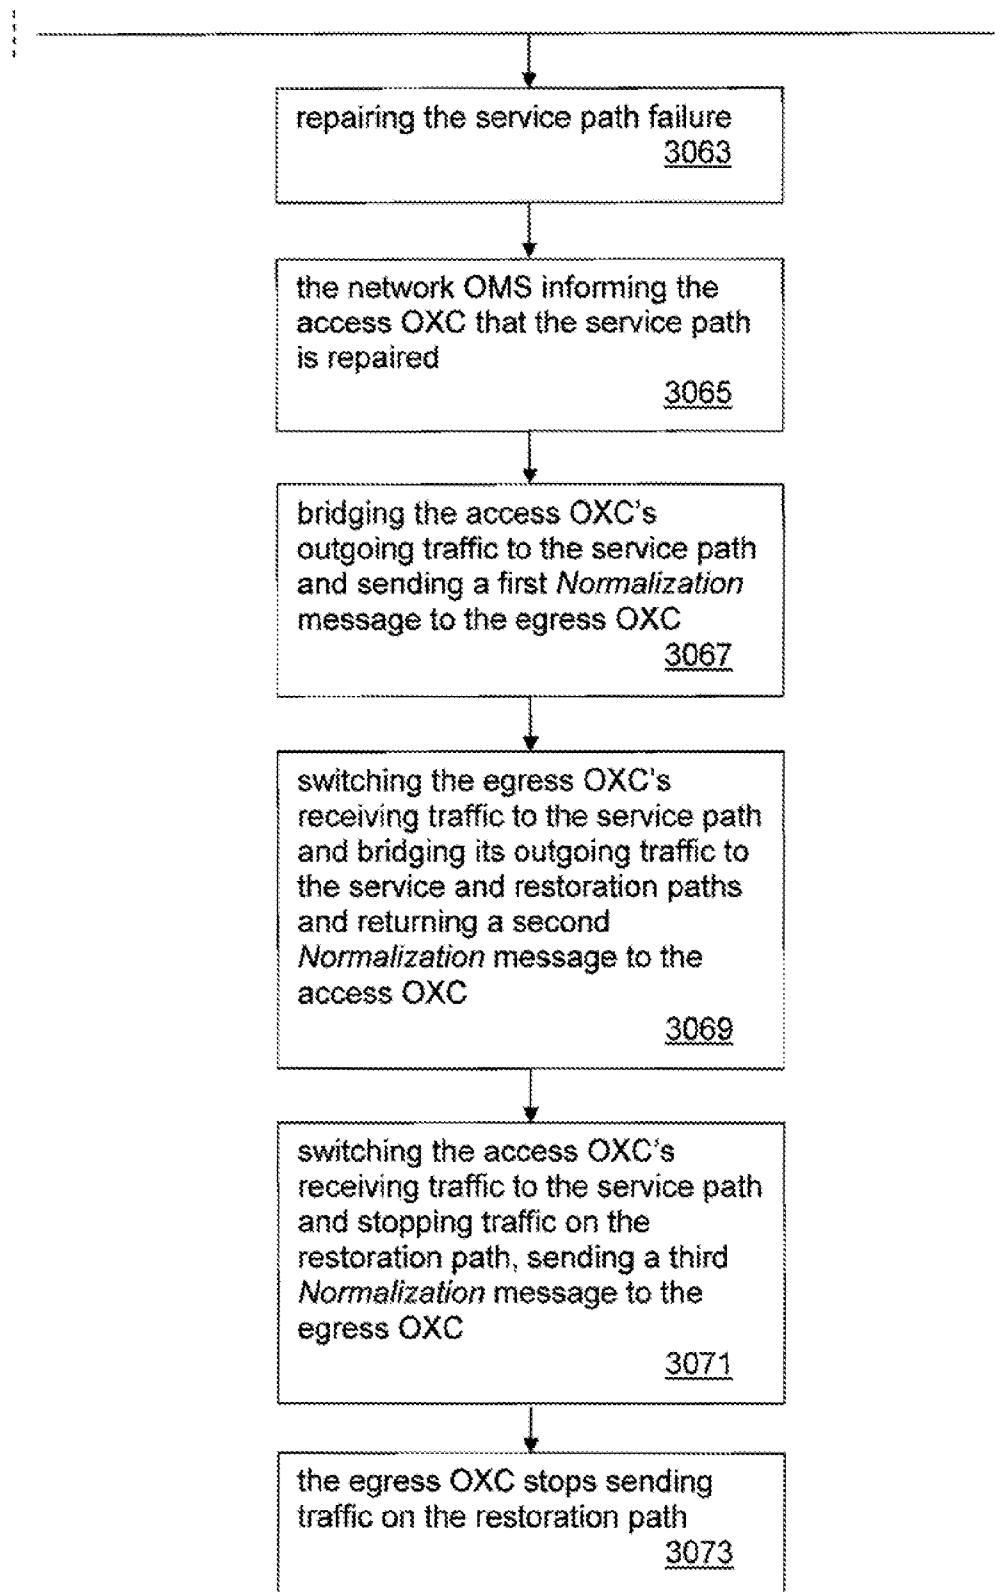 repairing the service path failure
3063
the network OMS informing the
access OXC that the service path
is repaired
3065
bridging the access OXC's
outgoing traffic to the service path
and sending a first Normalization
message to the egress OXC
3067
switching the egress OXC's
receiving traffic to the service path
and bridging its outgoing traffic to
the service and restoration paths
and returning a second
Normalization message to the
access OXC
3069
switching the access OXC's
receiving traffic to the service path
and stopping traffic on the
restoration path, sending a third
Normalization message to the
egress OXC
3071
the egress OXC stops sending
traffic on the restoration path
3073